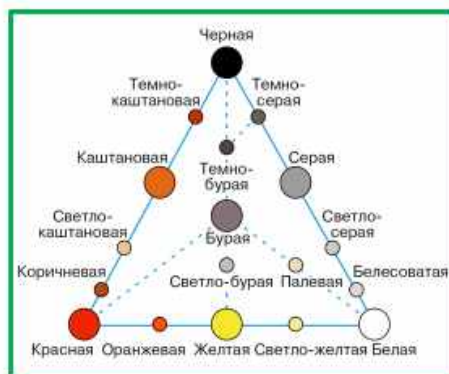 Черная
Темно-
каштановая
Темно-
серая
Каштановая
Темно-
бурая
Серая
Светло-
каштановая
Бурая
Светло-
серая
Коричневая
Светло-бурая
Палевая
Белесоватая
Красная
Оранжевая
Желтая
Светло-желтая
Белая